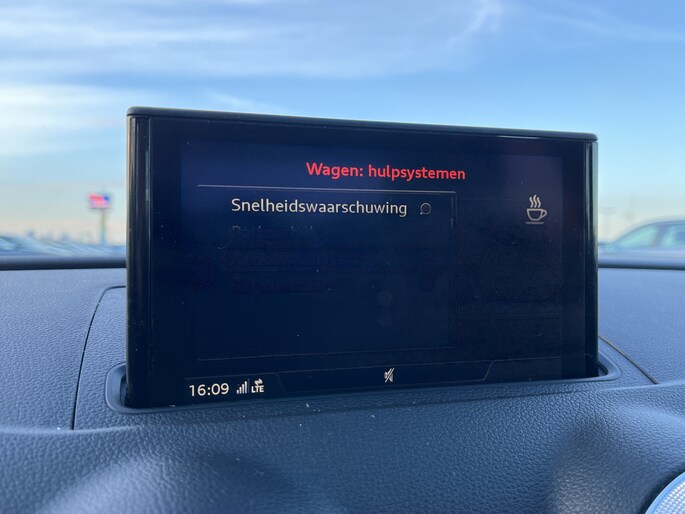 Wagen: hulpsystemen
Snelheidswaarschuwing
16:09
LTE